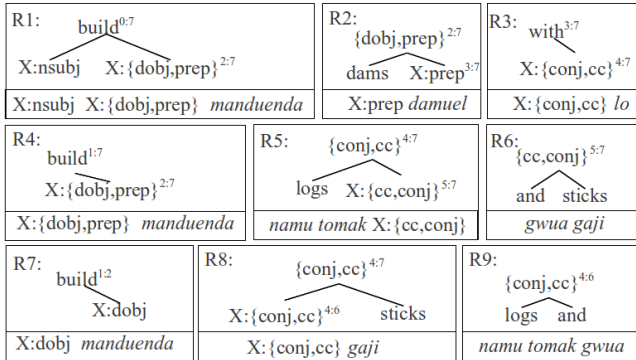 R1:
build0:7
X:nsubj X:{dobj,prep}2:7
X:nsubj X:{dobj,prep} manduenda
R2:
{dobj,prep}2:7
dams X:prep3:7
X:prep damuel
R3:
with3:7
X:{conj,cc}4:7
X:{conj,cc} lo
R4:
build1:7
X:{dobj,prep}2:7
X:{dobj,prep} manduenda
R5:
{conj,cc}4:7
logs X:{cc,conj}5:7
namu tomak X:{cc,conj}
R6:
{cc,conj}5:7
and sticks
gwua gaji
R7:
build1:2
X:dobj
X:dobj manduenda
R8:
{conj,cc}4:7
X:{conj,cc}4:6 sticks
X:{conj,cc} gaji
R9:
{conj,cc}4:6
logs and
namu tomak gwua